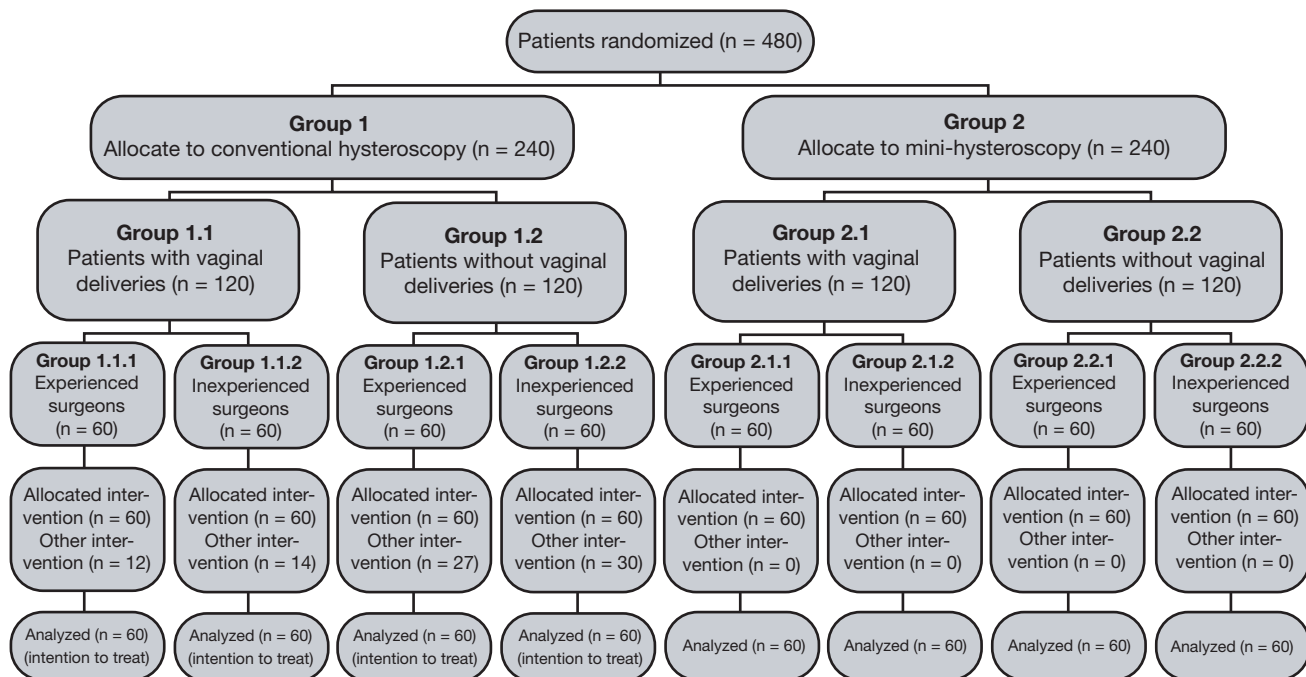 Patients randomized (n = 480)
Group 1
Allocate to conventional hysteroscopy (n = 240)
Group 2
Allocate to mini-hysteroscopy (n = 240)
Group 1.1
Patients with vaginal
deliveries (n = 120)
Group 1.2
Patients without vaginal
deliveries (n = 120)
Group 2.1
Patients with vaginal
deliveries (n = 120)
Group 2.2
Patients without vaginal
deliveries (n = 120)
Group 1.1.1
Experienced
surgeons
(n = 60)
Group 1.1.2
Inexperienced
surgeons
(n = 60)
Group 1.2.1
Experienced
surgeons
(n = 60)
Group 1.2.2
Inexperienced
surgeons
(n = 60)
Group 2.1.1
Experienced
surgeons
(n = 60)
Group 2.1.2
Inexperienced
surgeons
(n = 60)
Group 2.2.1
Experienced
surgeons
(n = 60)
Group 2.2.2
Inexperienced
surgeons
(n = 60)
Allocated inter-
vention (n = 60)
Other inter-
vention (n = 12)
Allocated inter-
vention (n = 60)
Other inter-
vention (n = 14)
Allocated inter-
vention (n = 60)
Other inter-
vention (n = 27)
Allocated inter-
vention (n = 60)
Other inter-
vention (n = 30)
Allocated inter-
vention (n = 60)
Other inter-
vention (n = 0)
Allocated inter-
vention (n = 60)
Other inter-
vention (n = 0)
Allocated inter-
vention (n = 60)
Other inter-
vention (n = 0)
Allocated inter-
vention (n = 60)
Other inter-
vention (n = 0)
Analyzed (n = 60)
(intention to treat)
Analyzed (n = 60)
(intention to treat)
Analyzed (n = 60)
(intention to treat)
Analyzed (n = 60)
(intention to treat)
Analyzed (n = 60)
Analyzed (n = 60)
Analyzed (n = 60)
Analyzed (n = 60)